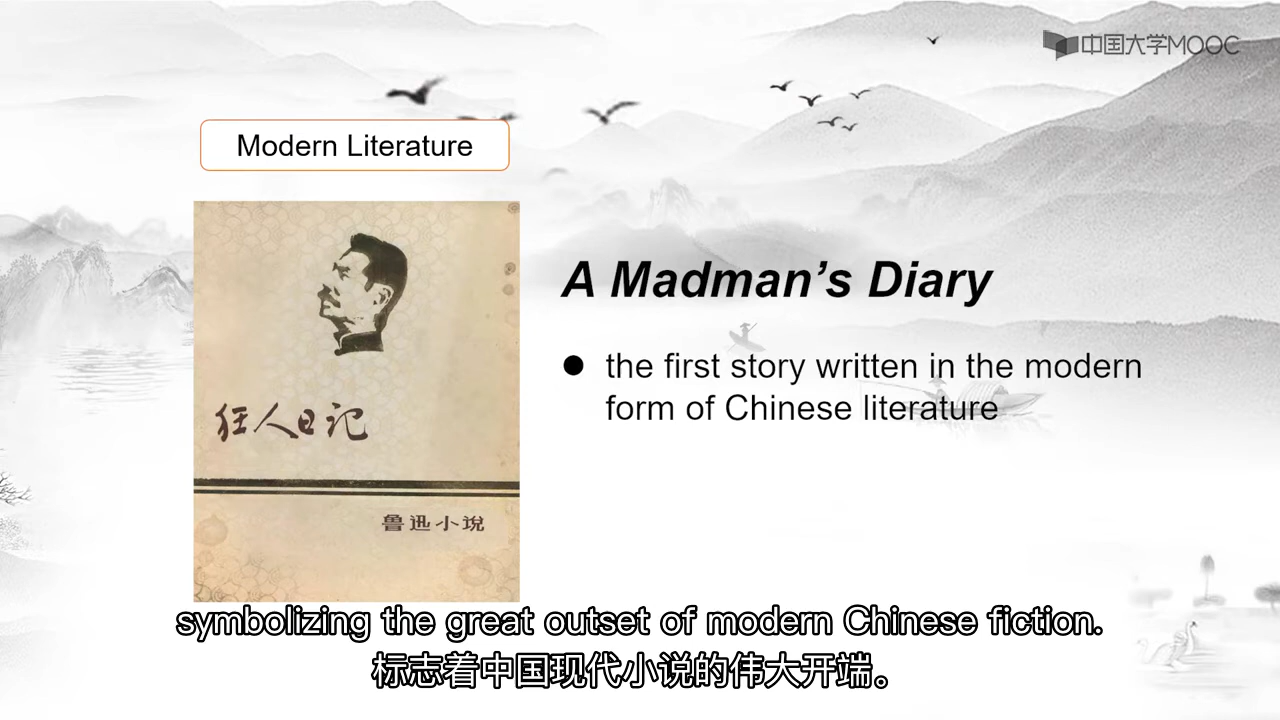 中国大学MOOC
Modern Literature
A Madman’s Diary
● the first story written in the modern
form of Chinese literature
狂人日记
鲁迅小说
symbolizing the great outset of modern Chinese fiction.
标志着中国现代小说的伟大开端。